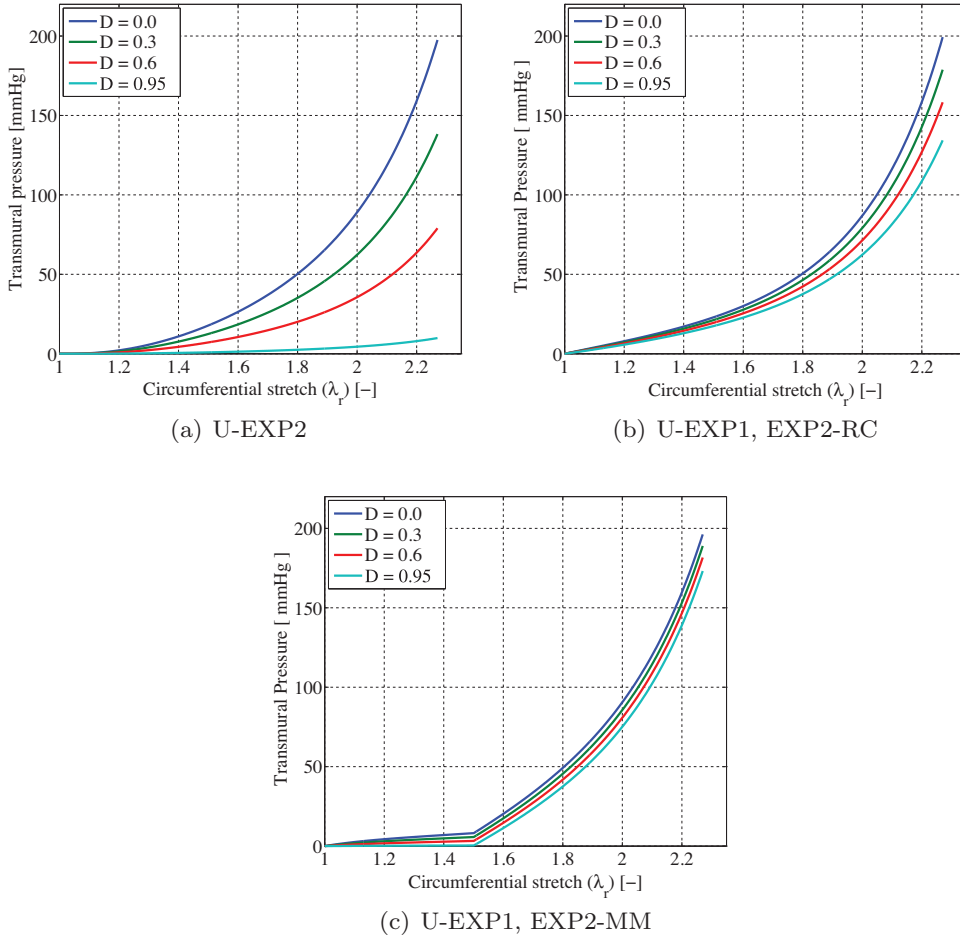 D = 0.0
D = 0.3
D = 0.6
D = 0.95
200
150
100
50
0
Transmural pressure [mmHg]
1 1.2 1.4 1.6 1.8 2 2.2
Circumferential stretch (λr) [−]
(a) U-EXP2
D = 0.0
D = 0.3
D = 0.6
D = 0.95
200
150
100
50
0
Transmural Pressure [ mmHg ]
1 1.2 1.4 1.6 1.8 2 2.2
Circumferential stretch (λr) [−]
(b) U-EXP1, EXP2-RC
D = 0.0
D = 0.3
D = 0.6
D = 0.95
200
150
100
50
0
Transmural Pressure [ mmHg ]
1 1.2 1.4 1.6 1.8 2 2.2
Circumferential stretch (λr) [−]
(c) U-EXP1, EXP2-MM